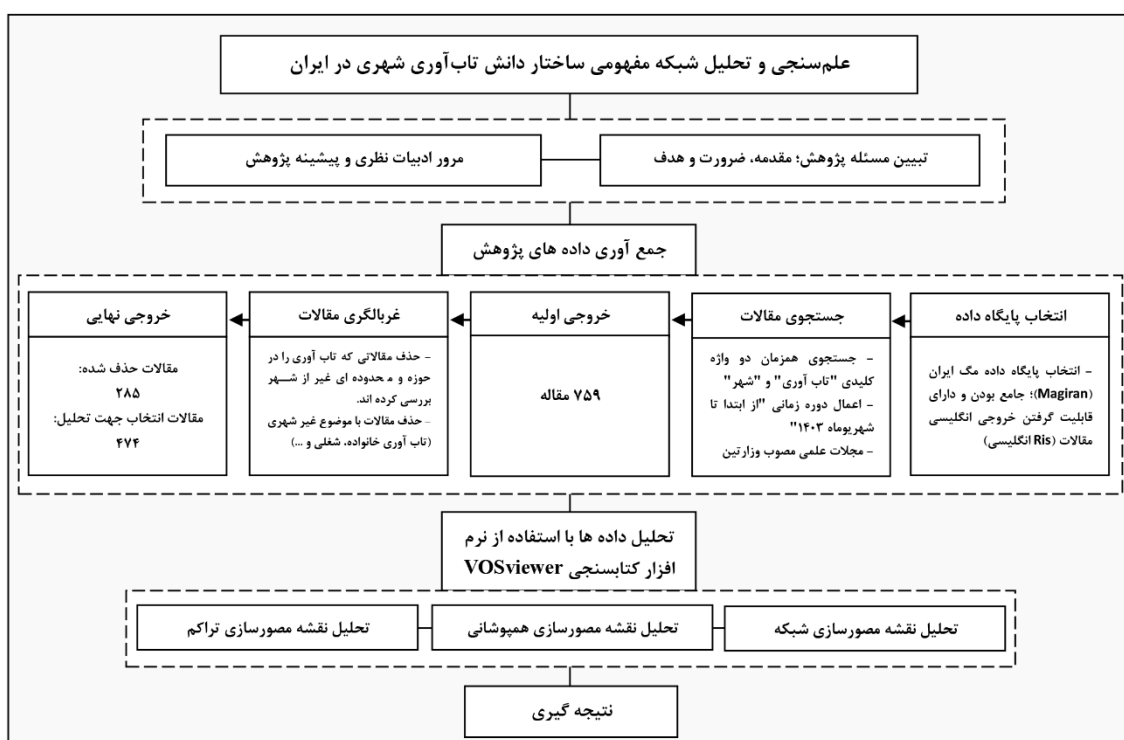 علم‌سنجی و تحلیل شبکه مفهومی ساختار دانش تاب‌آوری شهری در ایران
تبیین مسئله پژوهش؛ مقدمه، ضرورت و هدف
مرور ادبیات نظری و پیشینه پژوهش
جمع آوری داده های پژوهش
انتخاب پایگاه داده
- انتخاب پایگاه داده مگ ایران
(Magiran)؛ جامع بودن و دارای
قابلیت گرفتن خروجی انگلیسی
مقالات (Ris انگلیسی)
جستجوی مقالات
- جستجوی همزمان دو واژه
کلیدی "تاب آوری" و "شهر"
- اعمال دوره زمانی "از ابتدا تا
شهریوماه ۱۴۰۳"
- مجلات علمی مصوب وزارتین
خروجی اولیه
۷۵۹ مقاله
غربالگری مقالات
- حذف مقالاتی که تاب آوری را در
حوزه و محدوده ای غیر از شهر
بررسی کرده اند.
- حذف مقالات با موضوع غیر شهری
(تاب آوری خانواده، شغلی و ...)
خروجی نهایی
مقالات حذف شده:
۲۸۵
مقالات انتخاب جهت تحلیل:
۴۷۴
تحلیل داده ها با استفاده از نرم
افزار کتابسنجی VOSviewer
تحلیل نقشه مصورسازی شبکه
تحلیل نقشه مصورسازی همپوشانی
تحلیل نقشه مصورسازی تراکم
نتیجه گیری